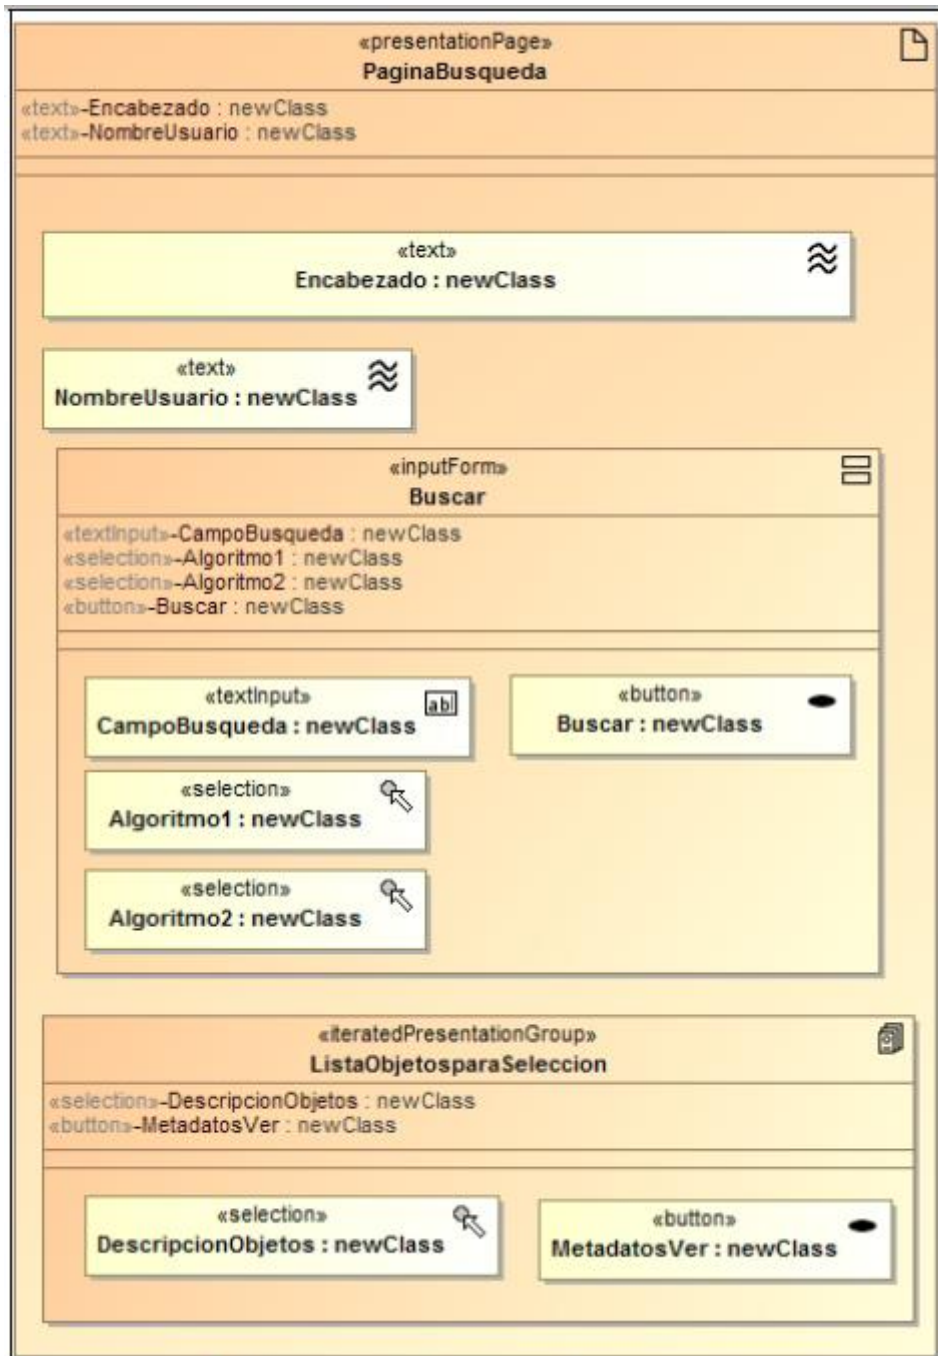 «presentationPage»
PaginaBusqueda
«text»-Encabezado : newClass
«text»-NombreUsuario : newClass
«text»
Encabezado : newClass
«text»
NombreUsuario : newClass
«inputForm»
Buscar
«textInput»-CampoBusqueda : newClass
«selection»-Algoritmo1 : newClass
«selection»-Algoritmo2 : newClass
«button»-Buscar : newClass
«textInput»
CampoBusqueda : newClass
ab
«button»
Buscar : newClass
«selection»
Algoritmo1 : newClass
«selection»
Algoritmo2 : newClass
«iteratedPresentationGroup»
ListaObjetosparaSeleccion
«selection»-DescripcionObjetos : newClass
«button»-MetadatosVer : newClass
«selection»
DescripcionObjetos : newClass
«button»
MetadatosVer : newClass